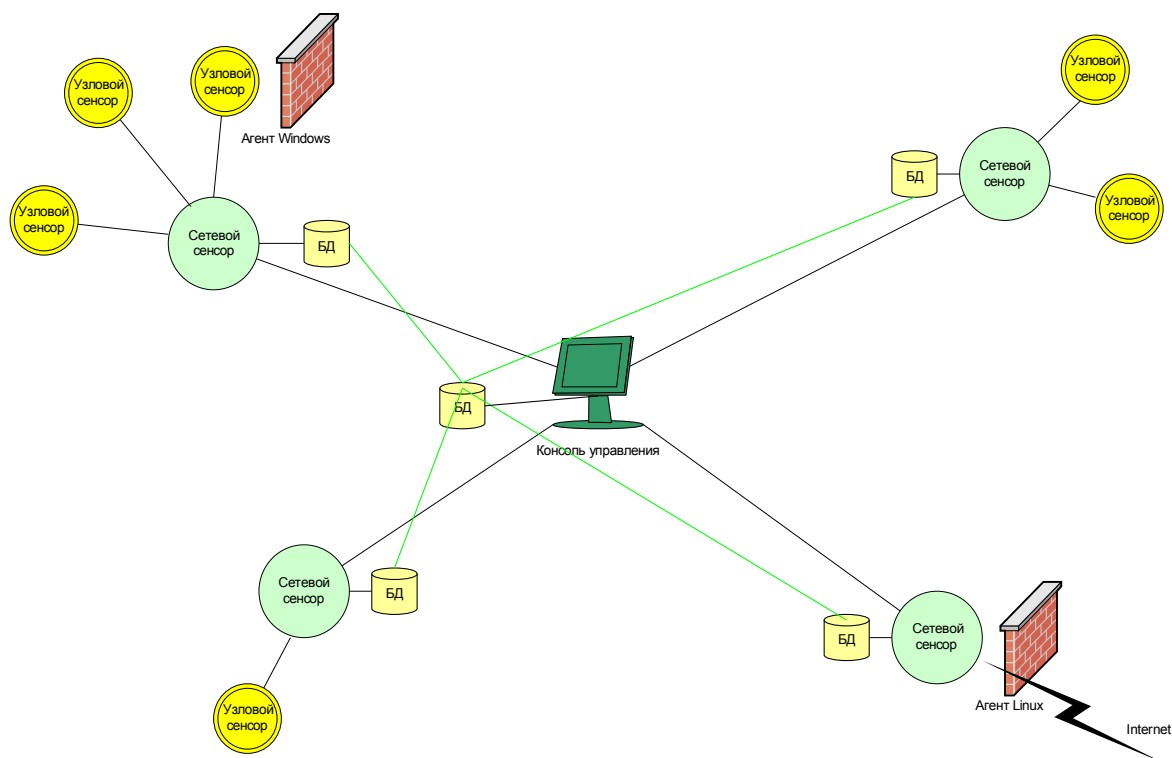 Узловой
сенсор
Узловой
сенсор
Агент Windows
Узловой
сенсор
Сетевой
сенсор
БД
Узловой
сенсор
Сетевой
сенсор
БД
Узловой
сенсор
БД
Консоль управления
Сетевой
сенсор
БД
Узловой
сенсор
БД
Сетевой
сенсор
Агент Linux
Internet